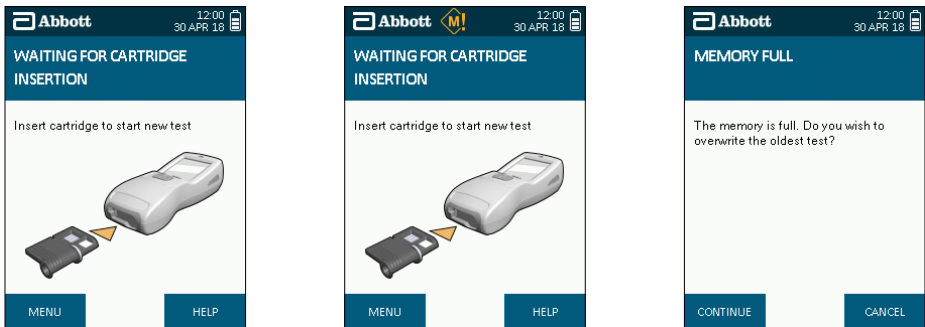 Abbott 12:00
30 APR 18
WAITING FOR CARTRIDGE
INSERTION
Insert cartridge to start new test
MENU HELP
Abbott M! 12:00
30 APR 18
WAITING FOR CARTRIDGE
INSERTION
Insert cartridge to start new test
MENU HELP
Abbott 12:00
30 APR 18
MEMORY FULL
The memory is full. Do you wish to
overwrite the oldest test?
CONTINUE CANCEL